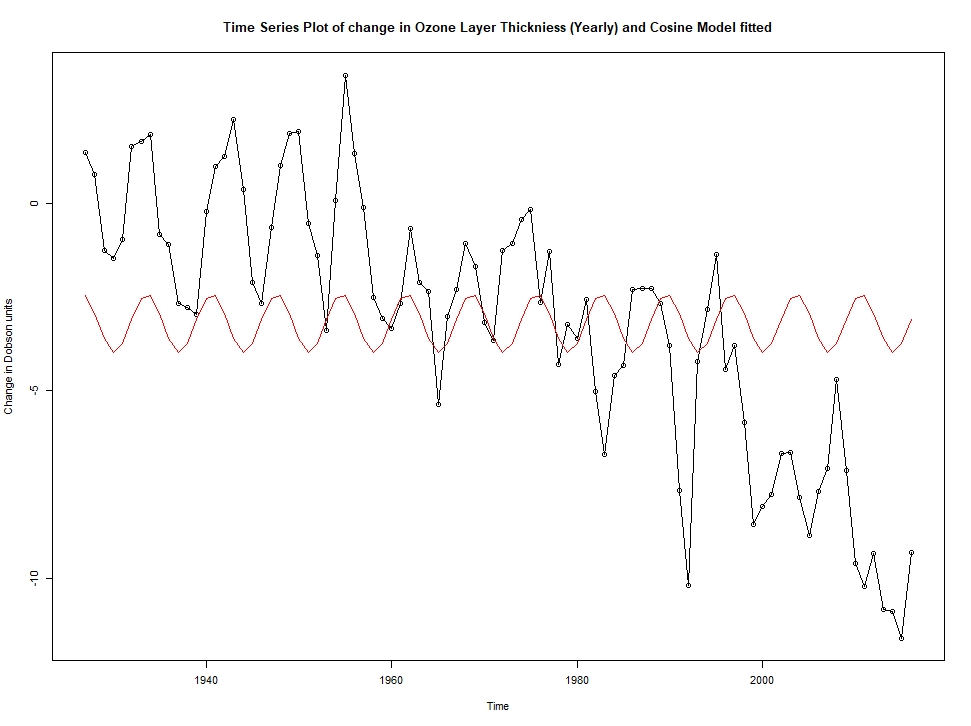 Time Series Plot of change in Ozone Layer Thickniess (Yearly) and Cosine Model fitted
Change in Dobson units
0
-5
-10
1940 1960 1980 2000
Time